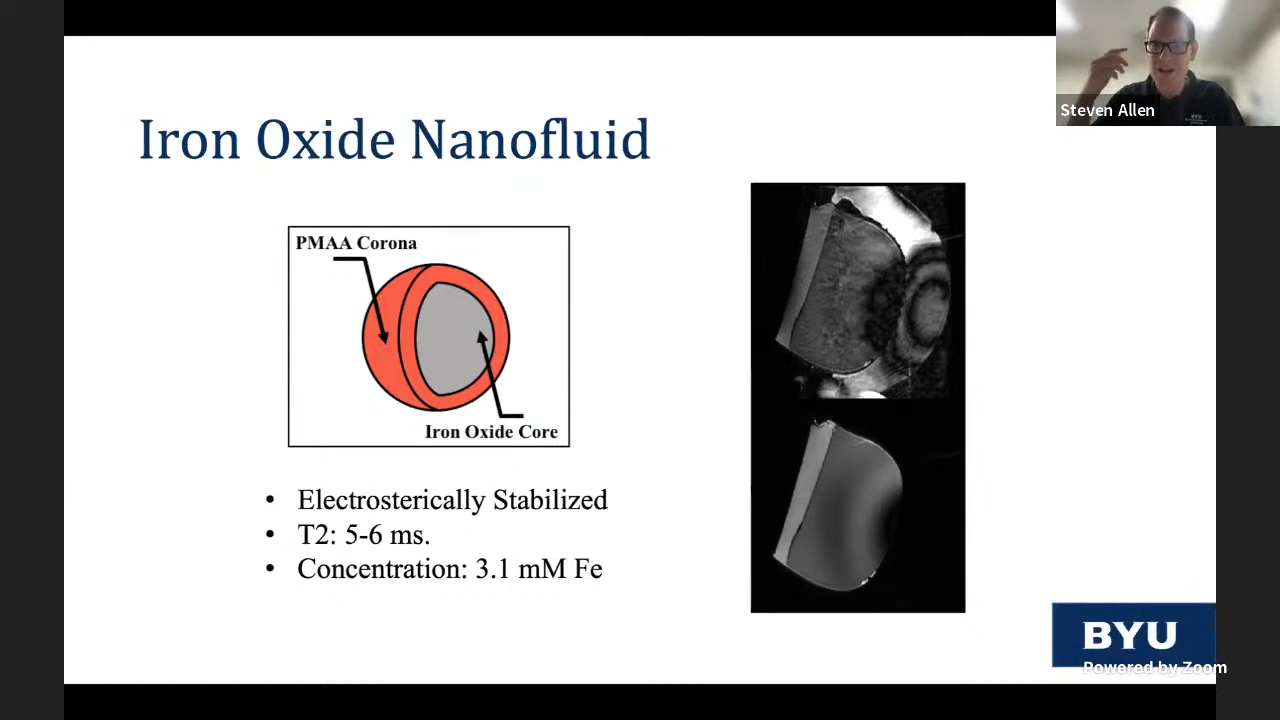 Steven Allen
Iron Oxide Nanofluid
PMAA Corona
Iron Oxide Core
• Electrosterically Stabilized
• T2: 5-6 ms.
• Concentration: 3.1 mM Fe
BYU
Powered by Zoom